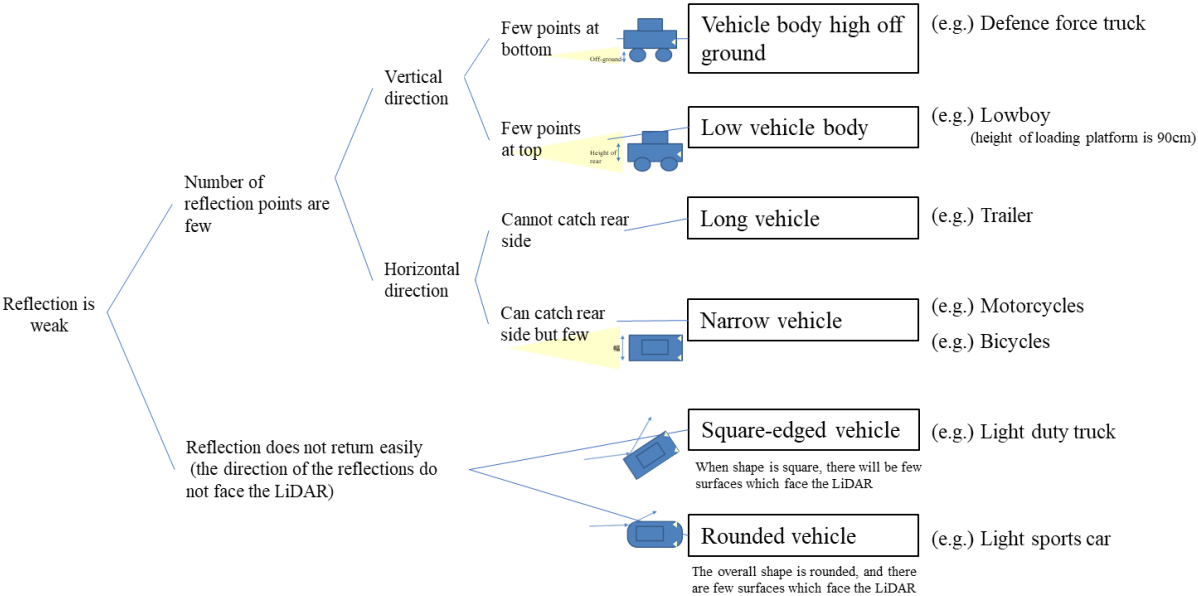 Reflection is
weak
Number of
reflection points are
few
Vertical
direction
Few points at
bottom
Off-ground
Vehicle body high off
ground
(e.g.) Defence force truck
Few points
at top
Height of
rear
Low vehicle body
(e.g.) Lowboy
(height of loading platform is 90cm)
Horizontal
direction
Cannot catch rear
side
Long vehicle
(e.g.) Trailer
Can catch rear
side but few
Narrow vehicle
(e.g.) Motorcycles
(e.g.) Bicycles
Reflection does not return easily
(the direction of the reflections do
not face the LiDAR)
Square-edged vehicle
(e.g.) Light duty truck
When shape is square, there will be few
surfaces which face the LiDAR
Rounded vehicle
(e.g.) Light sports car
The overall shape is rounded, and there
are few surfaces which face the LiDAR